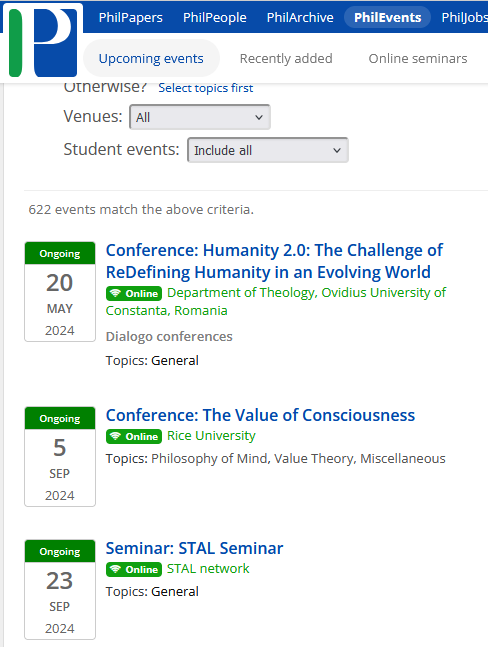 P
PhilPapers PhilPeople PhilArchive PhilEvents PhilJobs
Upcoming events Recently added Online seminars
Otherwise? Select topics first
Venues: All
Student events: Include all
622 events match the above criteria.
Ongoing
20
MAY
2024
Conference: Humanity 2.0: The Challenge of
ReDefining Humanity in an Evolving World
Online Department of Theology, Ovidius University of
Constanta, Romania
Dialogo conferences
Topics: General
Ongoing
5
SEP
2024
Conference: The Value of Consciousness
Online Rice University
Topics: Philosophy of Mind, Value Theory, Miscellaneous
Ongoing
23
SEP
2024
Seminar: STAL Seminar
Online STAL network
Topics: General